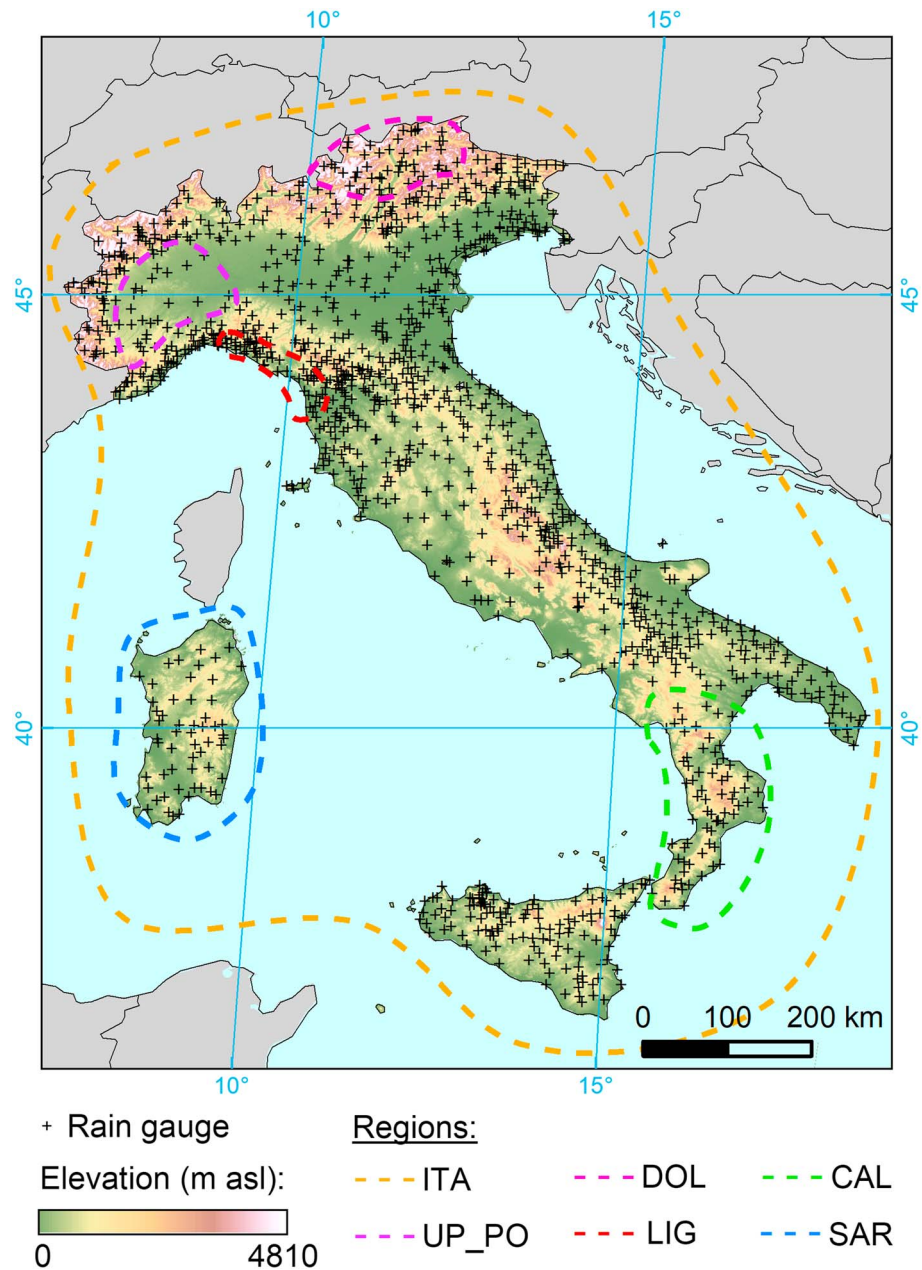 10° 15°
45° 45°
40° 40°
0 100 200 km
10° 15°
+ Rain gauge
Regions:
Elevation (m asl):
ITA DOL CAL
UP_PO LIG SAR
0 4810